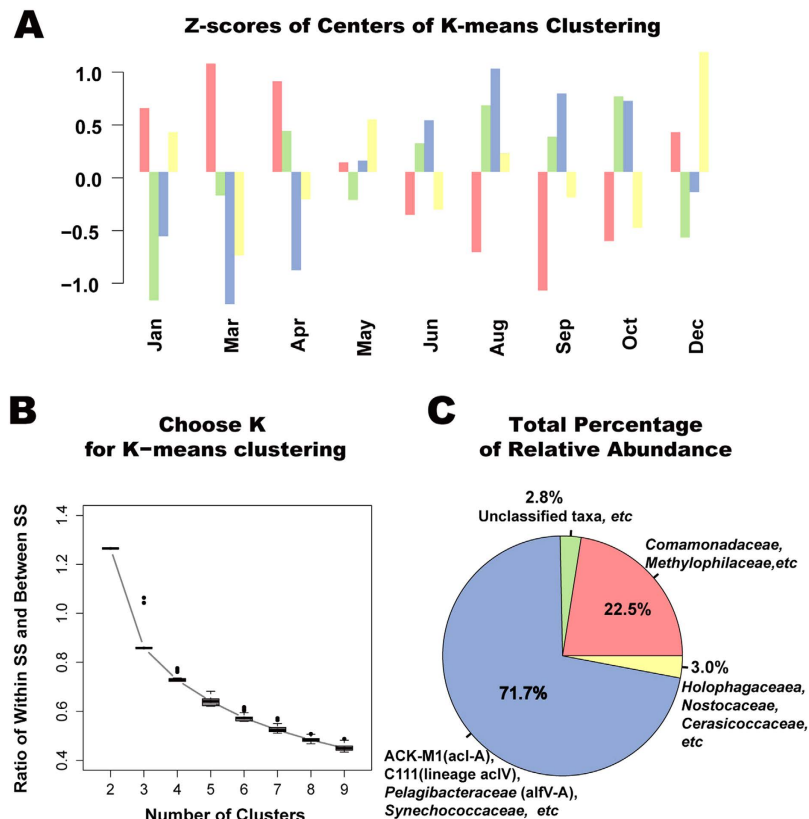 A
Z-scores of Centers of K-means Clustering
1.0
0.5
0.0
−0.5
−1.0
Jan
Mar
Apr
May
Jun
Aug
Sep
Oct
Dec
B
Choose K
for K−means clustering
Ratio of Within SS and Between SS
1.4
1.2
1.0
0.8
0.6
0.4
2 3 4 5 6 7 8 9
Number of Clusters
C
Total Percentage
of Relative Abundance
2.8%
Unclassified taxa, etc
Comamonadaceae,
Methylophilaceae,etc
22.5%
3.0%
Holophagaceaea,
Nostocaceae,
Cerasicoccaceae,
etc
71.7%
ACK-M1(acI-A),
C111(lineage acIV),
Pelagibacteraceae (alfV-A),
Synechococcaceae, etc